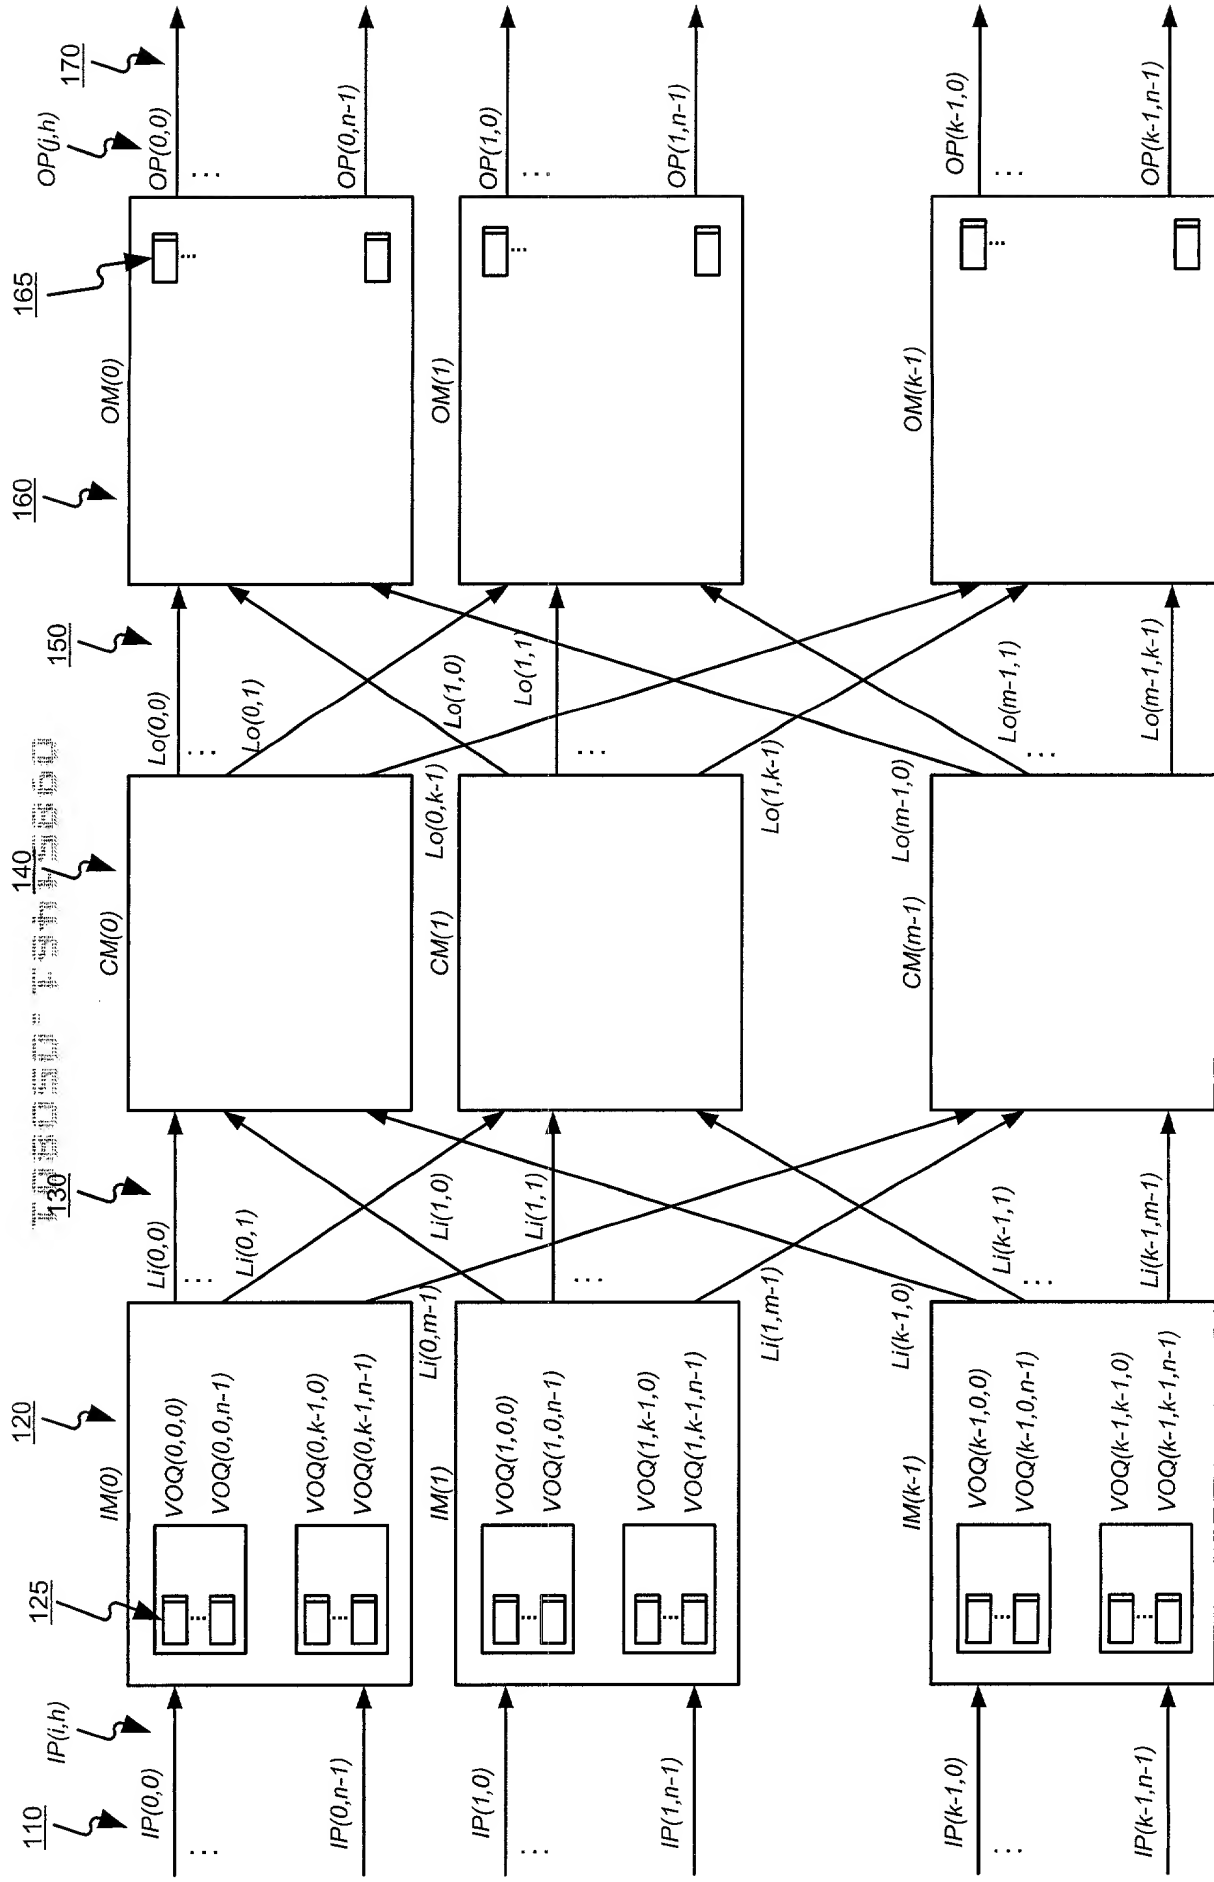 110
IP(i,h)
125
120
130
140
150
160
165
OP(j,h)
170
IP(0,0)
...
IP(0,n-1)
IM(0)
VOQ(0,0,0)
...
VOQ(0,0,n-1)
VOQ(0,k-1,0)
...
VOQ(0,k-1,n-1)
Li(0,0)
...
Li(0,1)
Li(0,m-1)
CM(0)
Lo(0,0)
...
Lo(0,1)
Lo(0,k-1)
OM(0)
...
OP(0,0)
...
OP(0,n-1)
IP(1,0)
...
IP(1,n-1)
IM(1)
VOQ(1,0,0)
...
VOQ(1,0,n-1)
VOQ(1,k-1,0)
...
VOQ(1,k-1,n-1)
Li(1,0)
Li(1,1)
...
Li(1,m-1)
CM(1)
Lo(1,0)
Lo(1,1)
...
Lo(1,k-1)
OM(1)
...
OP(1,0)
...
OP(1,n-1)
IP(k-1,0)
...
IP(k-1,n-1)
IM(k-1)
VOQ(k-1,0,0)
...
VOQ(k-1,0,n-1)
VOQ(k-1,k-1,0)
...
VOQ(k-1,k-1,n-1)
Li(k-1,0)
Li(k-1,1)
...
Li(k-1,m-1)
CM(m-1)
Lo(m-1,0)
Lo(m-1,1)
...
Lo(m-1,k-1)
OM(k-1)
...
OP(k-1,0)
...
OP(k-1,n-1)